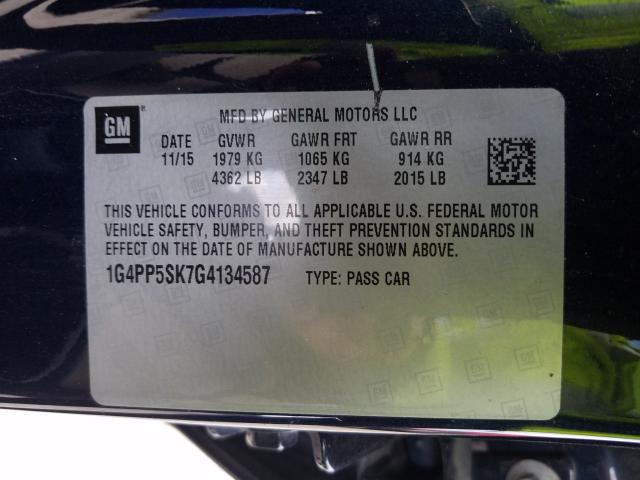 GM
MFD BY GENERAL MOTORS LLC
DATE GVWR GAWR FRT GAWR RR
11/15 1979 KG 1065 KG 914 KG
4362 LB 2347 LB 2015 LB
THIS VEHICLE CONFORMS TO ALL APPLICABLE U.S. FEDERAL MOTOR
VEHICLE SAFETY, BUMPER, AND THEFT PREVENTION STANDARDS IN
EFFECT ON THE DATE OF MANUFACTURE SHOWN ABOVE.
1G4PP5SK7G4134587 TYPE: PASS CAR